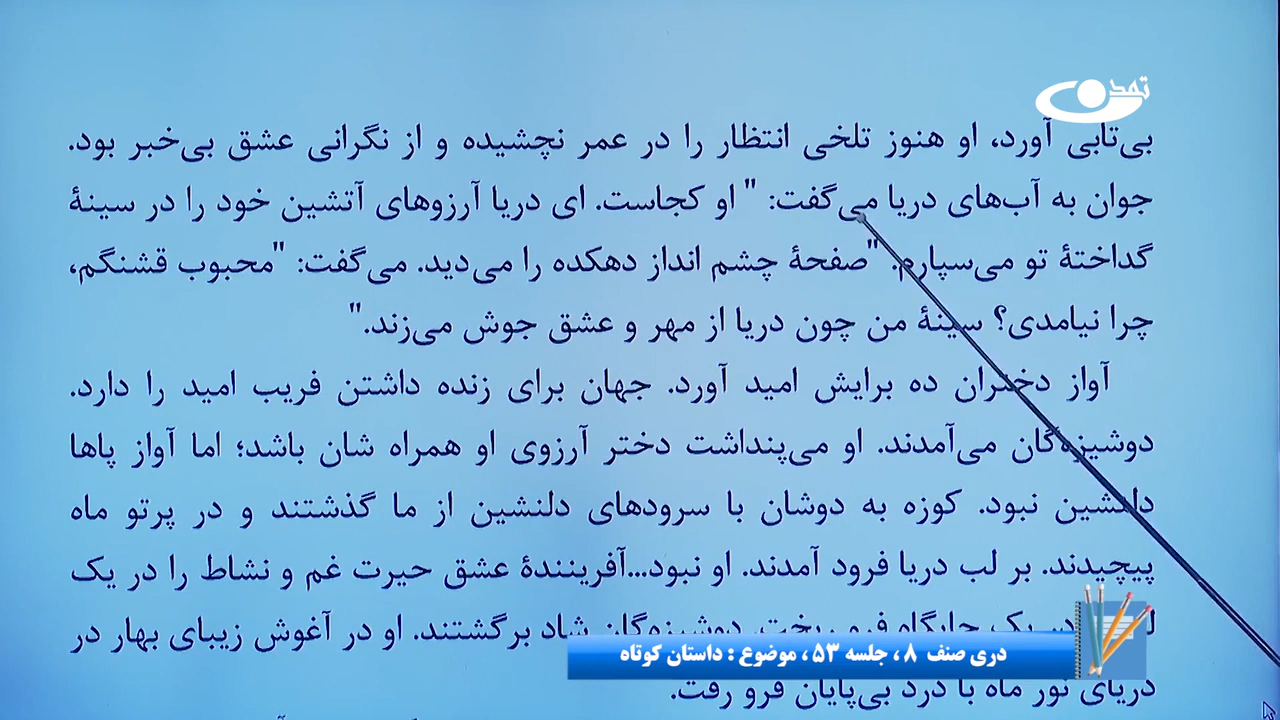 تمدن
بی‌تابی آورد، او هنوز تلخی انتظار را در عمر نچشیده و از نگرانی عشق بی‌خبر بود.
جوان به آب‌های دریا می‌گفت: " او کجاست. ای دریا آرزوهای آتشین خود را در سینهٔ
گداختهٔ تو می‌سپارم. "صفحهٔ چشم انداز دهکده را می‌دید. می‌گفت: "محبوب قشنگم،
چرا نیامدی؟ سینهٔ من چون دریا از مهر و عشق جوش می‌زند."
آواز دختران ده برایش امید آورد. جهان برای زنده داشتن فریب امید را دارد.
دوشیزه‌گان می‌آمدند. او می‌پنداشت دختر آرزوی او همراه شان باشد؛ اما آواز پاها
دلنشین نبود. کوزه به دوشان با سرودهای دلنشین از ما گذشتند و در پرتو ماه
پیچیدند. بر لب دریا فرود آمدند. او نبود...آفرینندهٔ عشق حیرت غم و نشاط را در یک
یک جایگاه فرو ریخت. دوشیزه‌گان شاد برگشتند. او در آغوش زیبای بهار در
دریای نور ماه با درد بی‌پایان فرو رفت.
دری صنف ۸ ، جلسه ۵۳ ، موضوع : داستان کوتاه